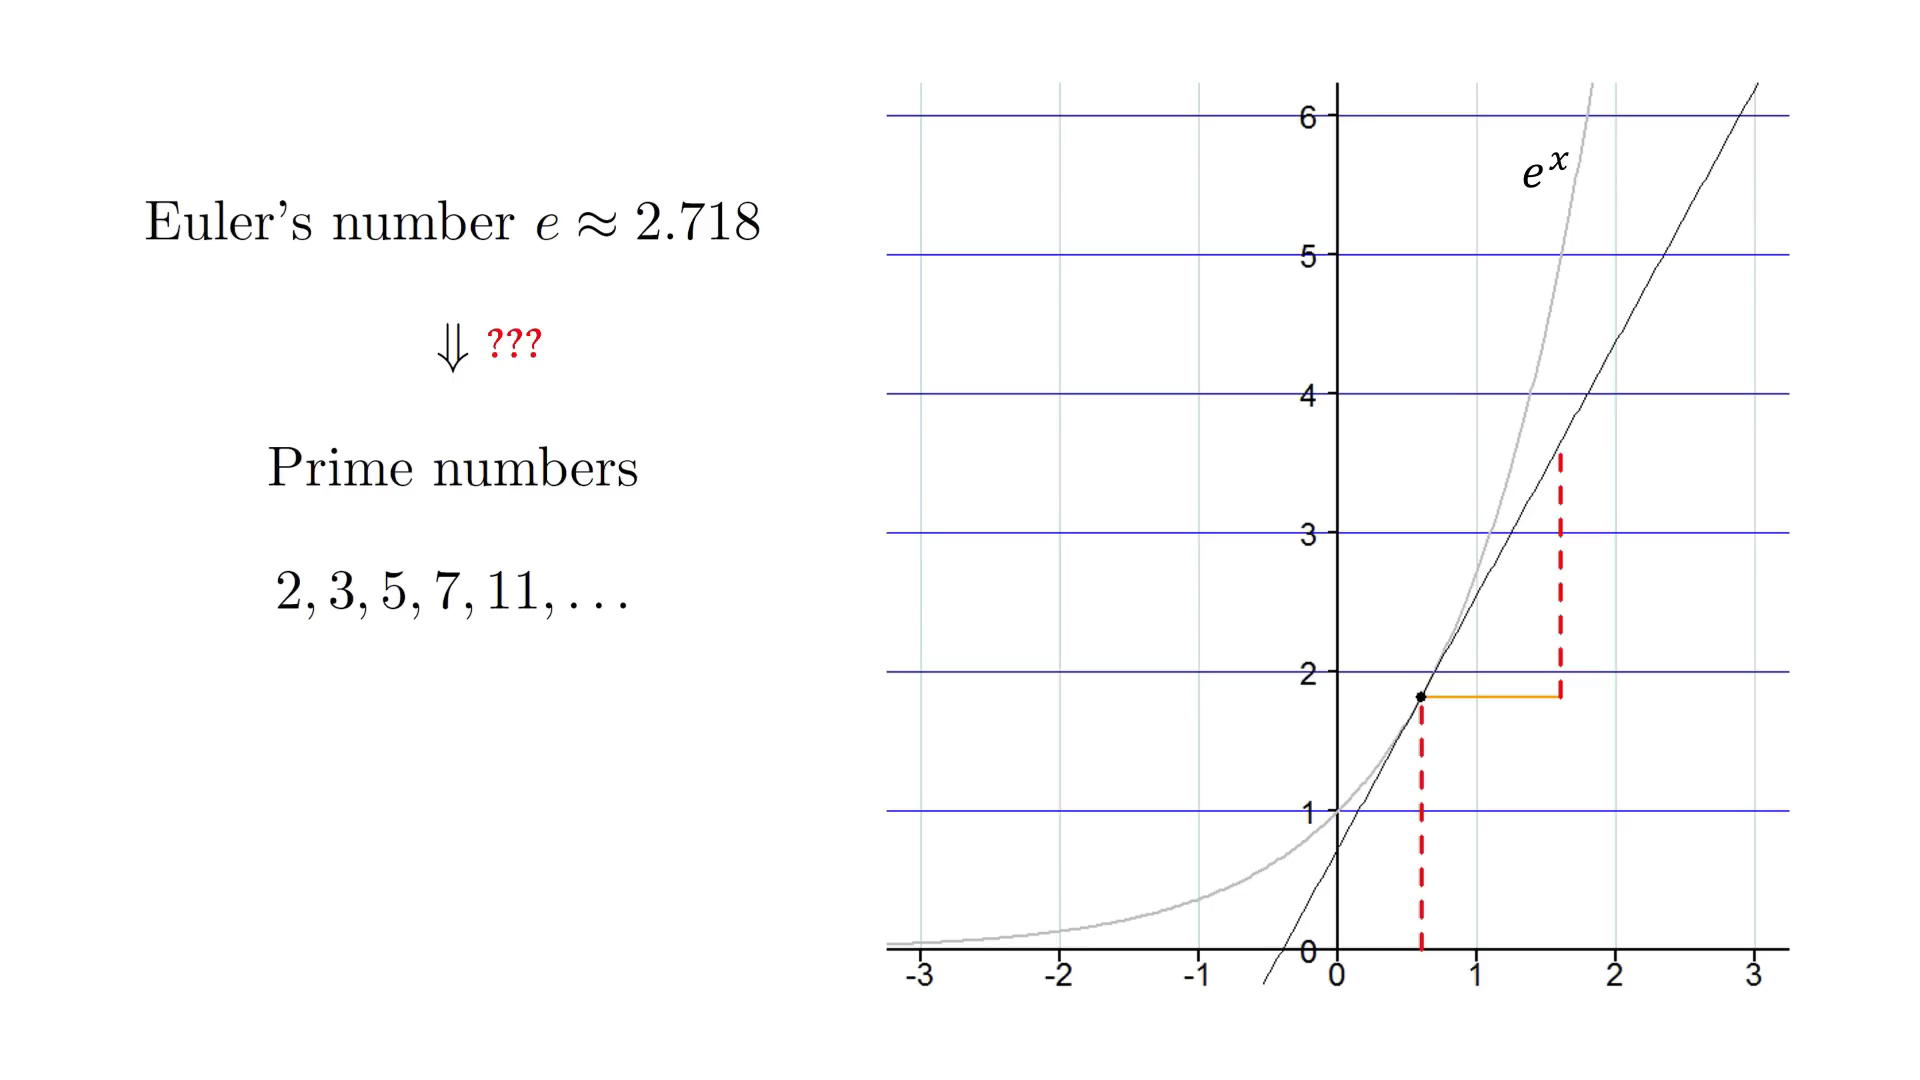 Euler's number e ≈ 2.718
⇓ ???
Prime numbers
2, 3, 5, 7, 11, . . .
e^x
6
5
4
3
2
1
0
-3 -2 -1 0 1 2 3